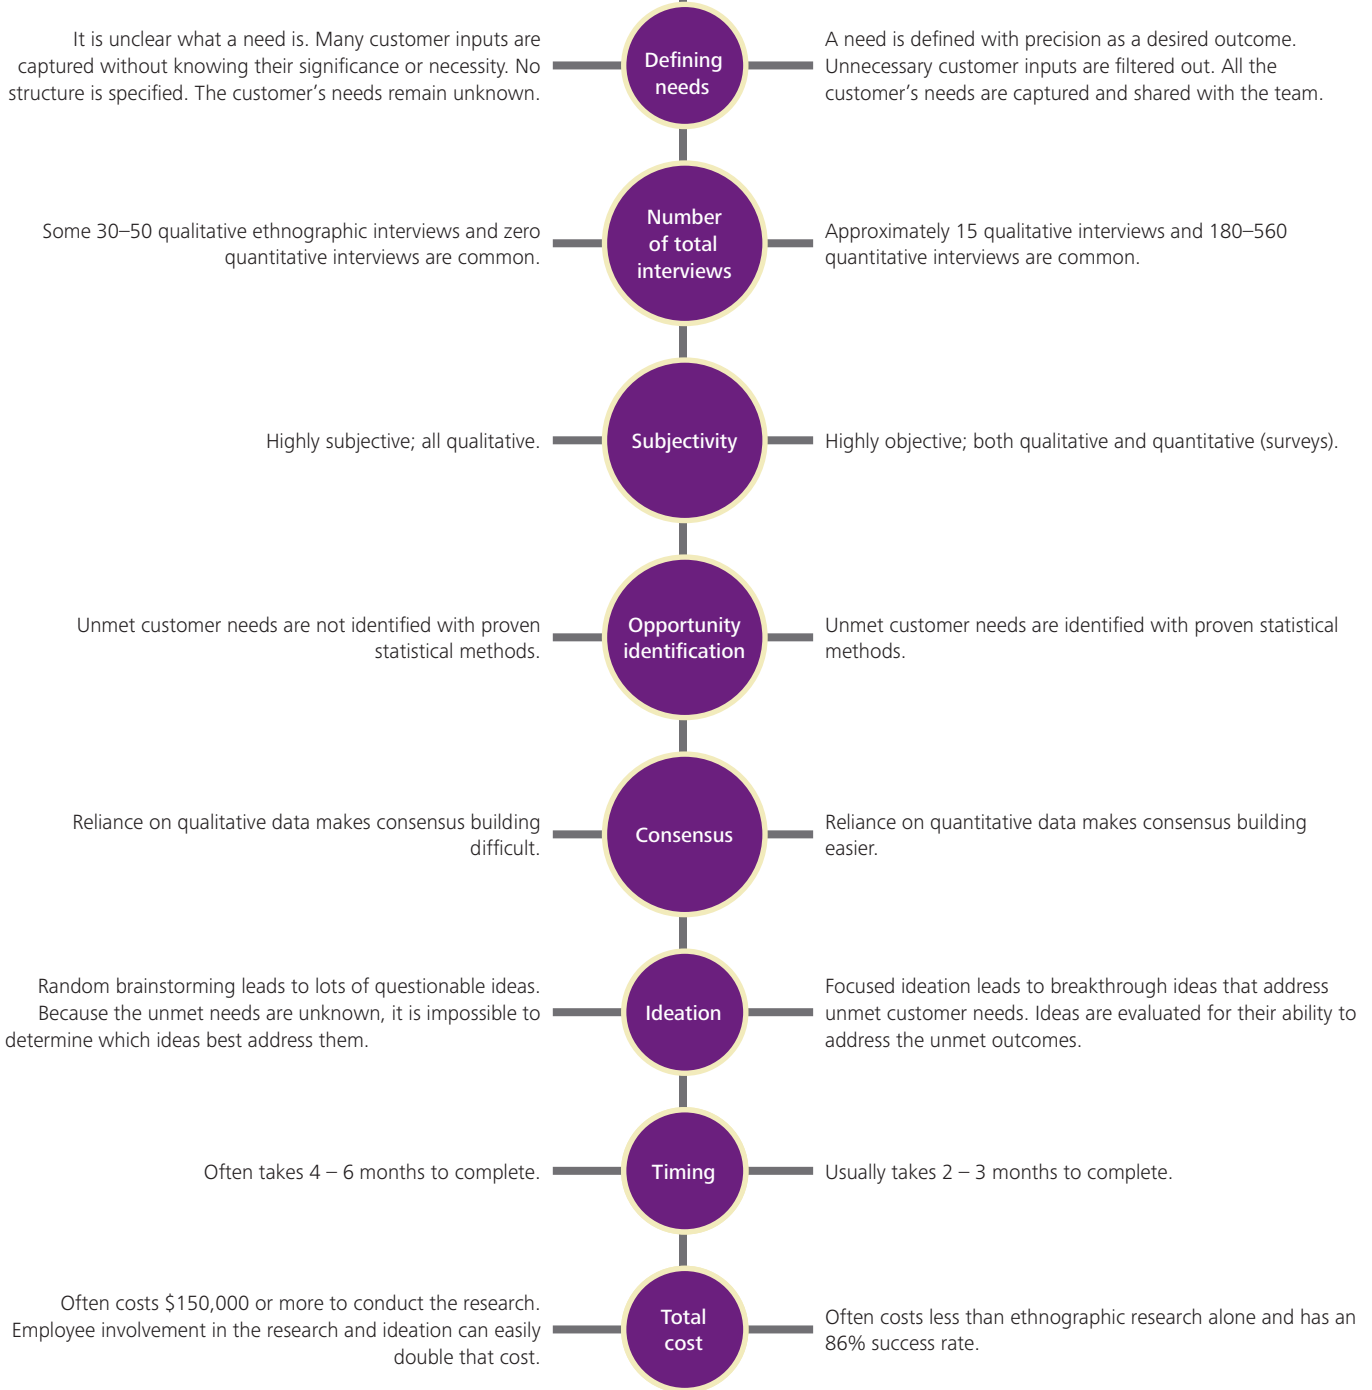 It is unclear what a need is. Many customer inputs are
captured without knowing their significance or necessity. No
structure is specified. The customer’s needs remain unknown.
Defining
needs
A need is defined with precision as a desired outcome.
Unnecessary customer inputs are filtered out. All the
customer’s needs are captured and shared with the team.
Some 30–50 qualitative ethnographic interviews and zero
quantitative interviews are common.
Number
of total
interviews
Approximately 15 qualitative interviews and 180–560
quantitative interviews are common.
Highly subjective; all qualitative.
Subjectivity
Highly objective; both qualitative and quantitative (surveys).
Unmet customer needs are not identified with proven
statistical methods.
Opportunity
identification
Unmet customer needs are identified with proven statistical
methods.
Reliance on qualitative data makes consensus building
difficult.
Consensus
Reliance on quantitative data makes consensus building
easier.
Random brainstorming leads to lots of questionable ideas.
Because the unmet needs are unknown, it is impossible to
determine which ideas best address them.
Ideation
Focused ideation leads to breakthrough ideas that address
unmet customer needs. Ideas are evaluated for their ability to
address the unmet outcomes.
Often takes 4 – 6 months to complete.
Timing
Usually takes 2 – 3 months to complete.
Often costs $150,000 or more to conduct the research.
Employee involvement in the research and ideation can easily
double that cost.
Total
cost
Often costs less than ethnographic research alone and has an
86% success rate.